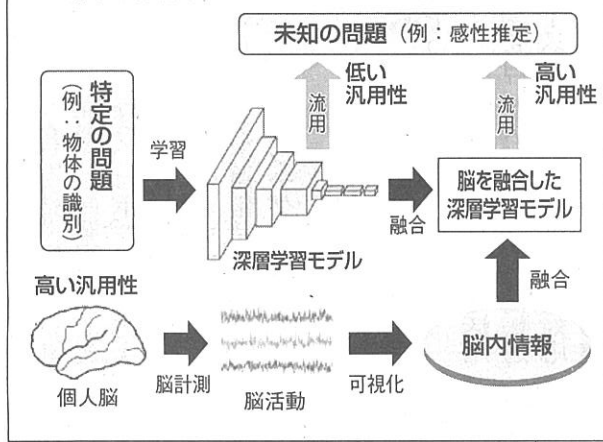 未知の問題（例：感性推定）
低い
汎用性
流用
高い
汎用性
流用
特定の問題
（例：物体の識別）
学習
深層学習モデル
融合
脳を融合した
深層学習モデル
融合
高い汎用性
個人脳
脳計測
脳活動
可視化
脳内情報